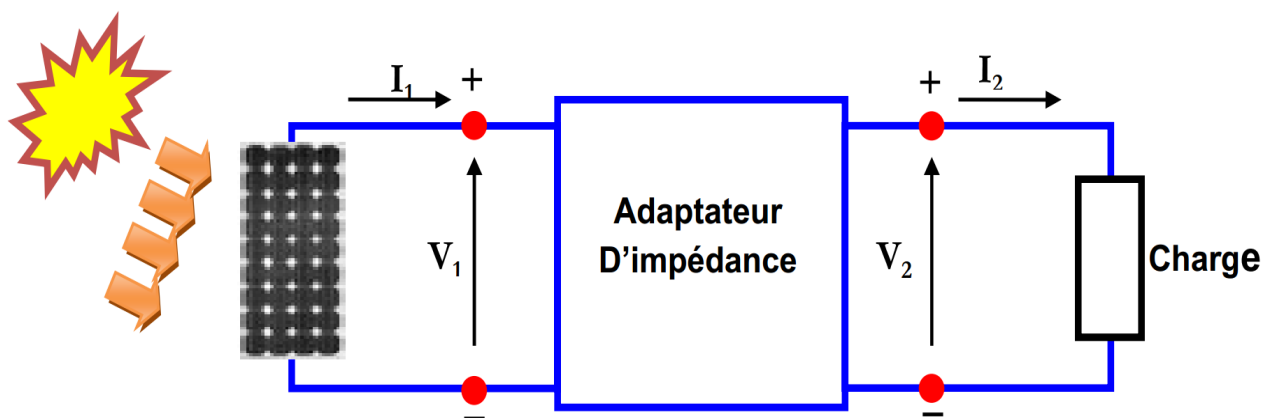 I₁
+
+
I₂
V₁
Adaptateur
D'impédance
V₂
Charge
–
–